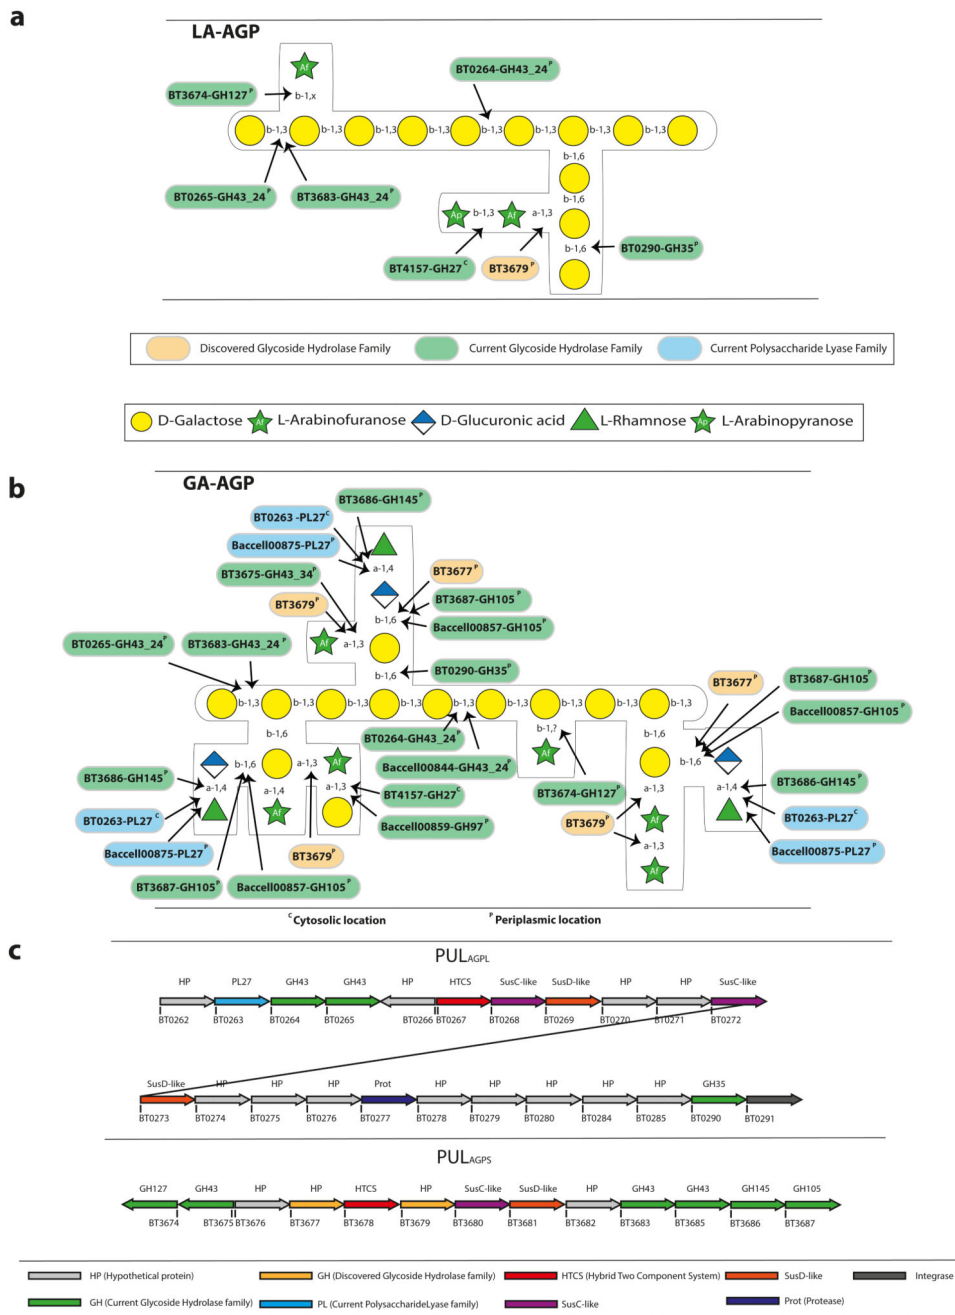 a
LA-AGP
Af
BT0264-GH43_24P
BT3674-GH127P
b-1,x
b-1,3 b-1,3 b-1,3 b-1,3 b-1,3 b-1,3 b-1,3 b-1,3
b-1,6
BT0265-GH43_24P BT3683-GH43_24P
b-1,6
Ap b-1,3 Af a-1,3
b-1,6
BT0290-GH35P
BT4157-GH27C BT3679P
Discovered Glycoside Hydrolase Family Current Glycoside Hydrolase Family Current Polysaccharide Lyase Family
D-Galactose Af L-Arabinofuranose D-Glucuronic acid L-Rhamnose Ap L-Arabinopyranose
b
GA-AGP
BT3686-GH145P
BT0263 -PL27C
Baccell00875-PL27P
a-1,4
BT3675-GH43_34P
BT3677P
BT3679P
BT3687-GH105P
b-1,6
Baccell00857-GH105P
BT0265-GH43_24P BT3683-GH43_24P
Af a-1,3
b-1,6
BT0290-GH35P
BT3677P
BT3687-GH105P
Baccell00857-GH105P
b-1,3 b-1,3 b-1,3 b-1,3 b-1,3 b-1,3 b-1,3 b-1,3 b-1,3
b-1,6
BT0264-GH43_24P
b-1,?
b-1,6
Af
Baccell00844-GH43_24P
b-1,6 a-1,3 Af
b-1,6
BT3686-GH145P
a-1,4 a-1,4 a-1,3
BT4157-GH27C
BT3674-GH127P
a-1,3 a-1,4
BT3686-GH145P
BT0263-PL27C
Af
Baccell00859-GH97P
BT3679P
Af
BT0263-PL27C
Baccell00875-PL27P
BT3679P
a-1,3
Baccell00875-PL27P
Af
BT3687-GH105P Baccell00857-GH105P
C Cytosolic location P Periplasmic location
c
PULAGPL
HP PL27 GH43 GH43 HP HTCS SusC-like SusD-like HP HP SusC-like
BT0262 BT0263 BT0264 BT0265 BT0266 BT0267 BT0268 BT0269 BT0270 BT0271 BT0272
SusD-like HP HP HP Prot HP HP HP HP HP GH35
BT0273 BT0274 BT0275 BT0276 BT0277 BT0278 BT0279 BT0280 BT0284 BT0285 BT0290 BT0291
PULAGPS
GH127 GH43 HP HP HTCS HP SusC-like SusD-like HP GH43 GH43 GH145 GH105
BT3674 BT3675 BT3676 BT3677 BT3678 BT3679 BT3680 BT3681 BT3682 BT3683 BT3685 BT3686 BT3687
HP (Hypothetical protein) GH (Discovered Glycoside Hydrolase family) HTCS (Hybrid Two Component System) SusD-like Integrase
GH (Current Glycoside Hydrolase family) PL (Current PolysaccharideLyase family) SusC-like Prot (Protease)